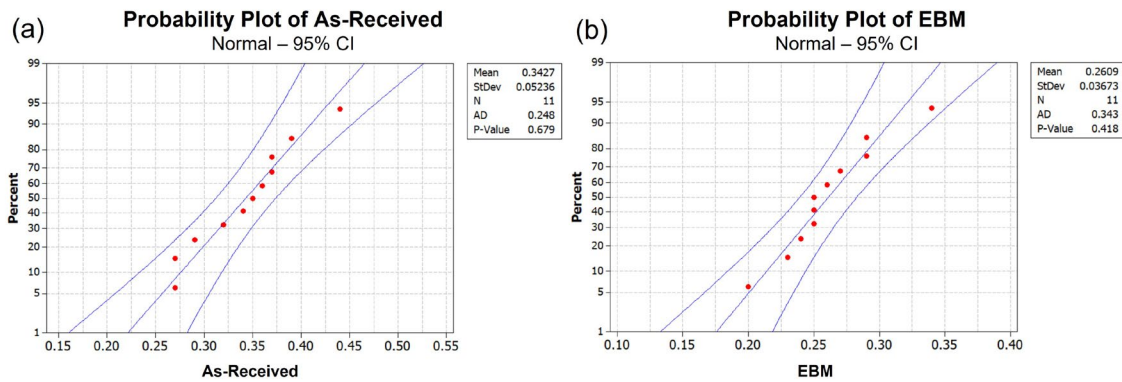 (a)
Probability Plot of As-Received
Normal – 95% CI
99
95
90
80
70
60
50
40
30
20
10
5
1
Percent
0.15 0.20 0.25 0.30 0.35 0.40 0.45 0.50 0.55
As-Received
Mean 0.3427
StDev 0.05236
N 11
AD 0.248
P-Value 0.679
(b)
Probability Plot of EBM
Normal – 95% CI
99
95
90
80
70
60
50
40
30
20
10
5
1
Percent
0.10 0.20 0.25 0.30 0.35 0.40
EBM
Mean 0.2609
StDev 0.03673
N 11
AD 0.343
P-Value 0.418